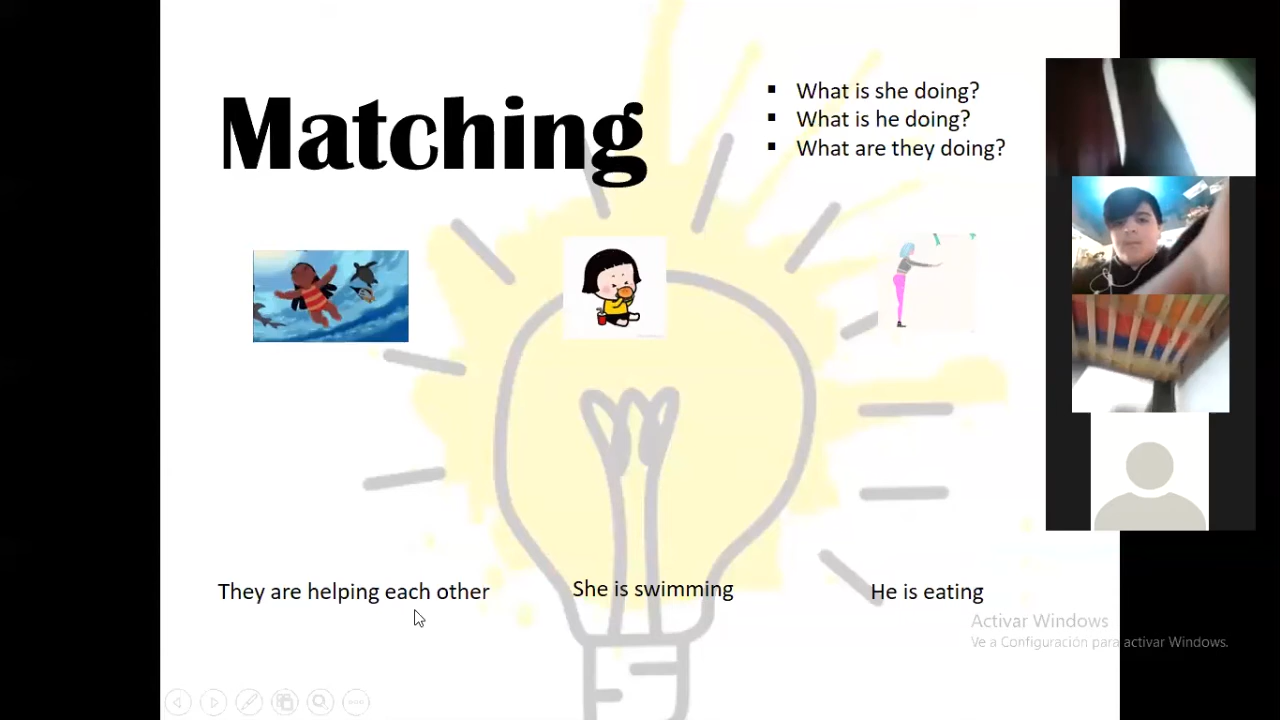 Matching
▪ What is she doing?
▪ What is he doing?
▪ What are they doing?
They are helping each other
She is swimming
He is eating
Activar Windows
Ve a Configuración para activar Windows.